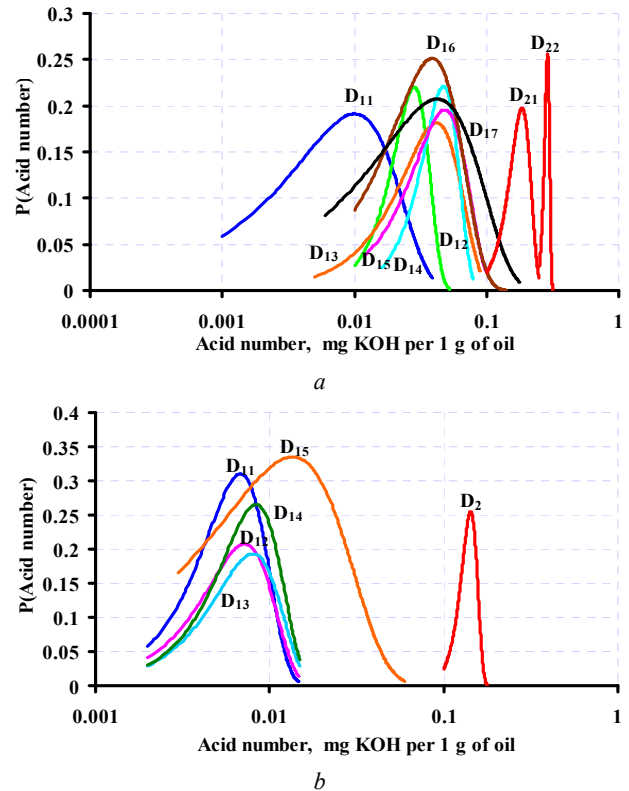 P(Acid number)
0.3
0.25
0.2
0.15
0.1
0.05
0
D16
D22
D11
D21
D17
D13
D15
D14
D12
0.0001
0.001
0.01
0.1
1
Acid number, mg KOH per 1 g of oil
a
P(Acid number)
0.4
0.35
0.3
0.25
0.2
0.15
0.1
0.05
0
D15
D11
D14
D2
D12
D13
0.001
0.01
0.1
1
Acid number, mg KOH per 1 g of oil
b